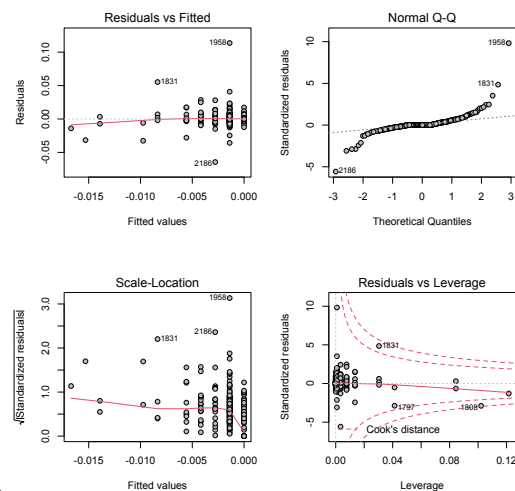 Residuals vs Fitted
Residuals
-0.05 0.00 0.05 0.10
1958
1831
2186
-0.015 -0.010 -0.005 0.000
Fitted values
Normal Q-Q
Standardized residuals
-5 0 5 10
1958
1831
2186
-3 -2 -1 0 1 2 3
Theoretical Quantiles
Scale-Location
√|Standardized residuals|
0.0 1.0 2.0 3.0
1958
2186
1831
-0.015 -0.010 -0.005 0.000
Fitted values
Residuals vs Leverage
Standardized residuals
-5 0 5 10
1831
1797
1808
Cook's distance
0.00 0.04 0.08 0.12
Leverage